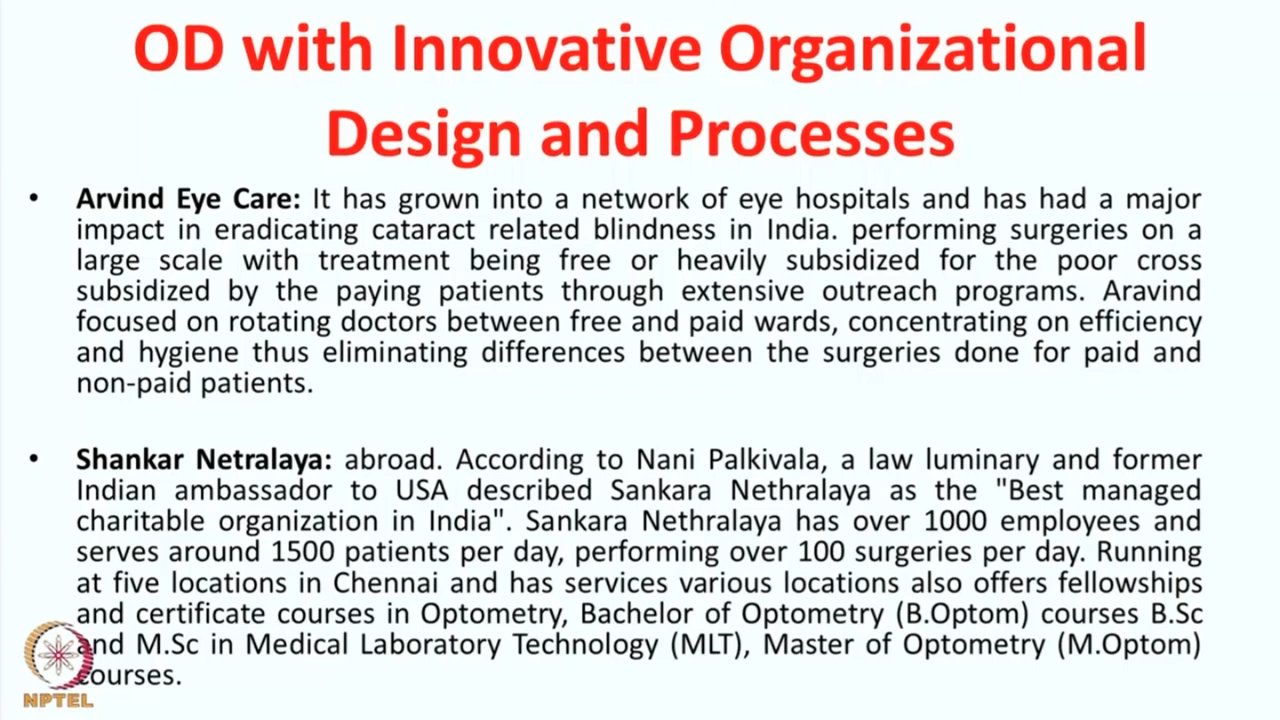 OD with Innovative Organizational
Design and Processes
• Arvind Eye Care: It has grown into a network of eye hospitals and has had a major
impact in eradicating cataract related blindness in India. performing surgeries on a
large scale with treatment being free or heavily subsidized for the poor cross
subsidized by the paying patients through extensive outreach programs. Aravind
focused on rotating doctors between free and paid wards, concentrating on efficiency
and hygiene thus eliminating differences between the surgeries done for paid and
non-paid patients.
• Shankar Netralaya: abroad. According to Nani Palkivala, a law luminary and former
Indian ambassador to USA described Sankara Nethralaya as the "Best managed
charitable organization in India". Sankara Nethralaya has over 1000 employees and
serves around 1500 patients per day, performing over 100 surgeries per day. Running
at five locations in Chennai and has services various locations also offers fellowships
and certificate courses in Optometry, Bachelor of Optometry (B.Optom) courses B.Sc
and M.Sc in Medical Laboratory Technology (MLT), Master of Optometry (M.Optom)
courses.
NPTEL